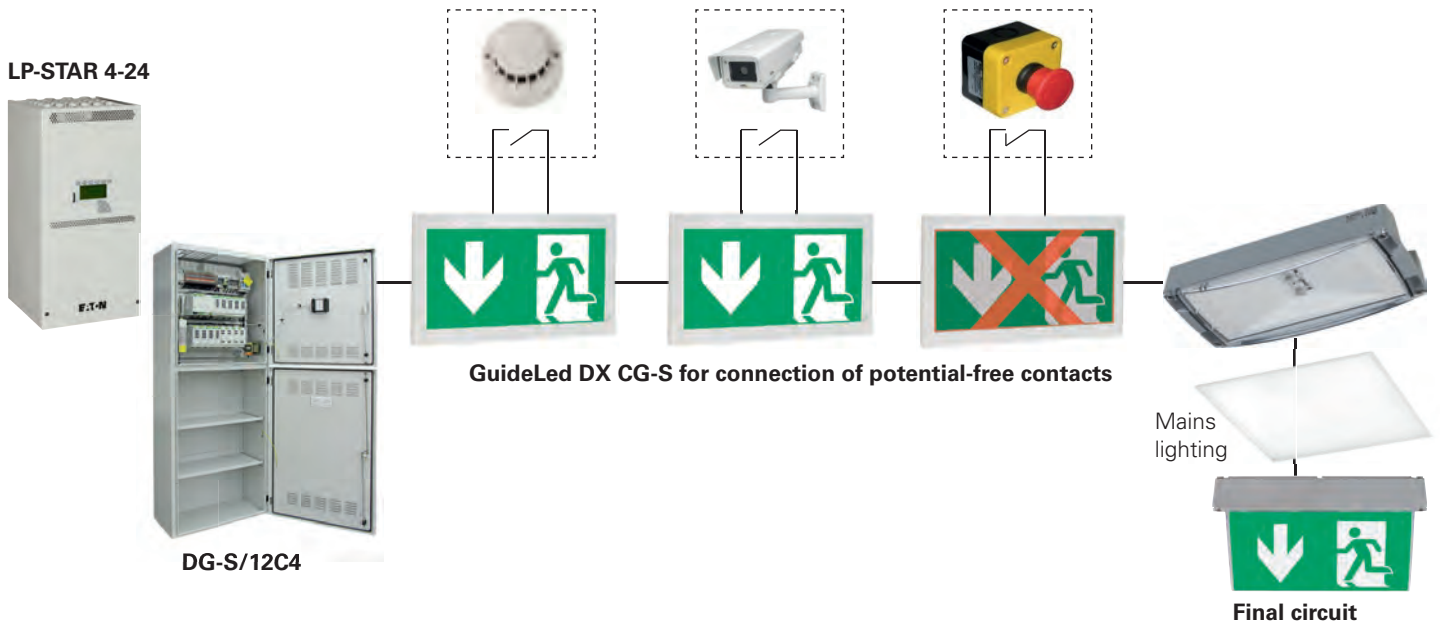 LP-STAR 4-24
EATON
DG-S/12C4
GuideLed DX CG-S for connection of potential-free contacts
Mains
lighting
Final circuit